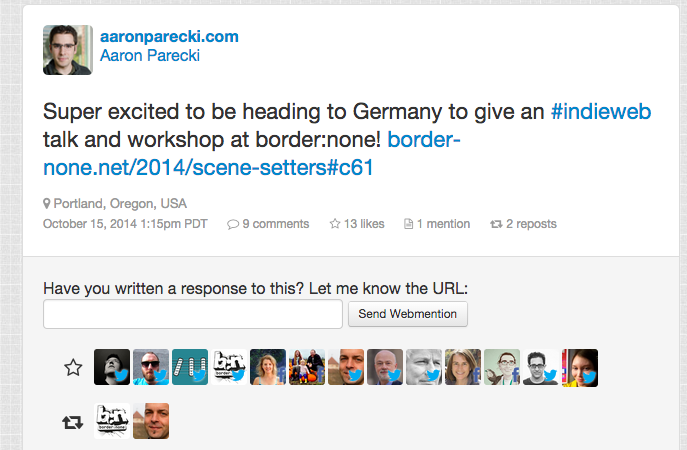 aaronparecki.com
Aaron Parecki
Super excited to be heading to Germany to give an #indieweb
talk and workshop at border:none! border-
none.net/2014/scene-setters#c61
Portland, Oregon, USA
October 15, 2014 1:15pm PDT 9 comments 13 likes 1 mention 2 reposts
Have you written a response to this? Let me know the URL:
Send Webmention